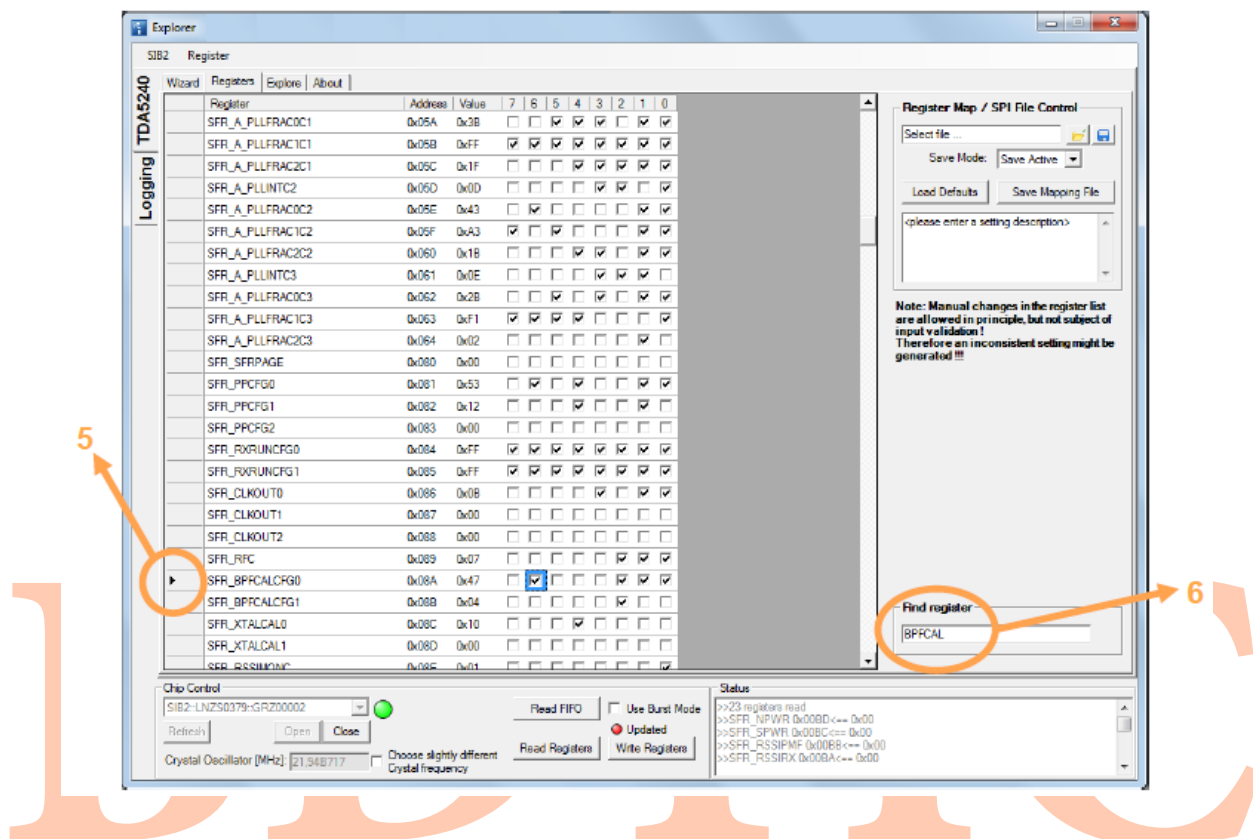 Explorer
SIB2 Register
TDA5240
Logging
Wizard Registers Explore About
Register Address Value 7 6 5 4 3 2 1 0
SFR_A_PLLFRAC0C1 0x05A 0x3B
SFR_A_PLLFRAC1C1 0x05B 0xFF
SFR_A_PLLFRAC2C1 0x05C 0x1F
SFR_A_PLLINTC2 0x05D 0x0D
SFR_A_PLLFRAC0C2 0x05E 0x43
SFR_A_PLLFRAC1C2 0x05F 0xA3
SFR_A_PLLFRAC2C2 0x060 0x1B
SFR_A_PLLINTC3 0x061 0x0E
SFR_A_PLLFRAC0C3 0x062 0x2B
SFR_A_PLLFRAC1C3 0x063 0xF1
SFR_A_PLLFRAC2C3 0x064 0x02
SFR_SFRPAGE 0x080 0x00
SFR_PPCFG0 0x081 0x53
SFR_PPCFG1 0x082 0x12
SFR_PPCFG2 0x083 0x00
SFR_RXRUNCFG0 0x084 0xFF
SFR_RXRUNCFG1 0x085 0xFF
SFR_CLKOUT0 0x086 0x0B
SFR_CLKOUT1 0x087 0x00
SFR_CLKOUT2 0x088 0x00
SFR_RFC 0x089 0x07
SFR_BPFCALCFG0 0x08A 0x47
SFR_BPFCALCFG1 0x08B 0x04
SFR_XTALCAL0 0x08C 0x10
SFR_XTALCAL1 0x08D 0x00
SFR_RSSIMONC 0x08E 0x01
5
Register Map / SPI File Control
Select file ...
Save Mode: Save Active
Load Defaults Save Mapping File
<please enter a setting description>
Note: Manual changes in the register list
are allowed in principle, but not subject of
input validation !
Therefore an inconsistent setting might be
generated !!!
Find register
BPFCAL
6
Chip Control
SIB2::LNZS0379::GRZ00002
Refresh Open Close
Crystal Oscillator [MHz]: 21.948717
Choose slightly different
Crystal frequency
Read FIFO Use Burst Mode
Updated
Read Registers Write Registers
Status
>>23 registers read
>>SFR_NPWR 0x00BD<== 0x00
>>SFR_SPWR 0x00BC<== 0x00
>>SFR_RSSIPMF 0x00BB<== 0x00
>>SFR_RSSIRX 0x00BA<== 0x00